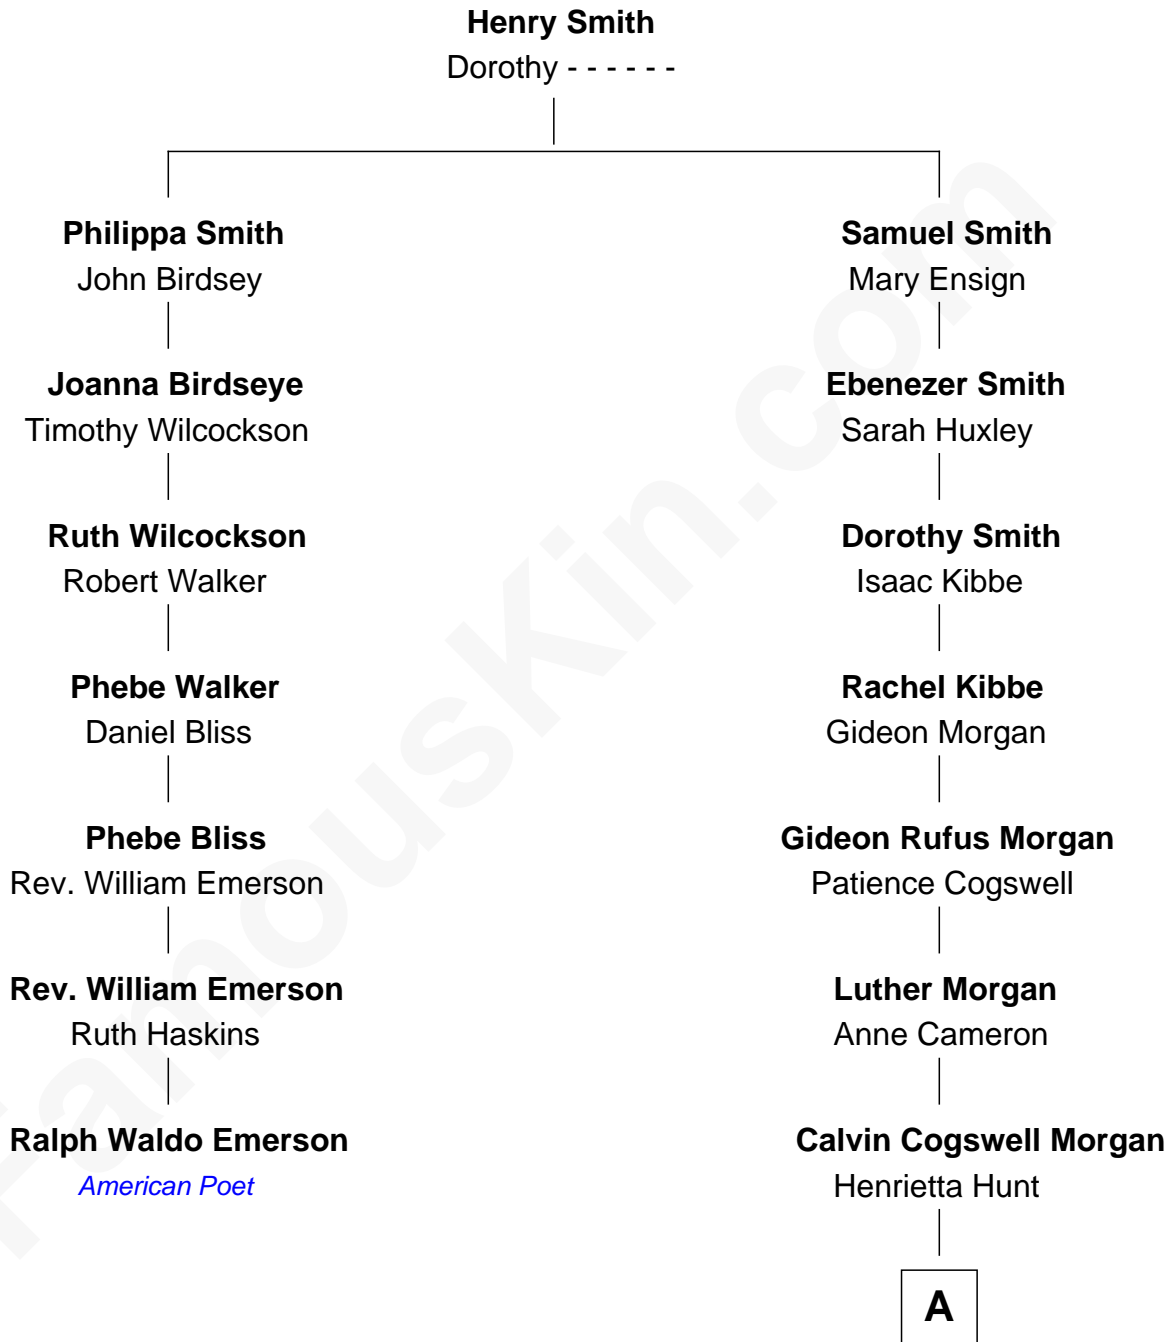 Henry Smith
Dorothy - - - - - -
Philippa Smith
John Birdsey
Samuel Smith
Mary Ensign
Joanna Birdseye
Timothy Wilcockson
Ebenezer Smith
Sarah Huxley
Ruth Wilcockson
Robert Walker
Dorothy Smith
Isaac Kibbe
Phebe Walker
Daniel Bliss
Rachel Kibbe
Gideon Morgan
Phebe Bliss
Rev. William Emerson
Gideon Rufus Morgan
Patience Cogswell
Rev. William Emerson
Ruth Haskins
Luther Morgan
Anne Cameron
Ralph Waldo Emerson
American Poet
Calvin Cogswell Morgan
Henrietta Hunt
A
FamousKin.com